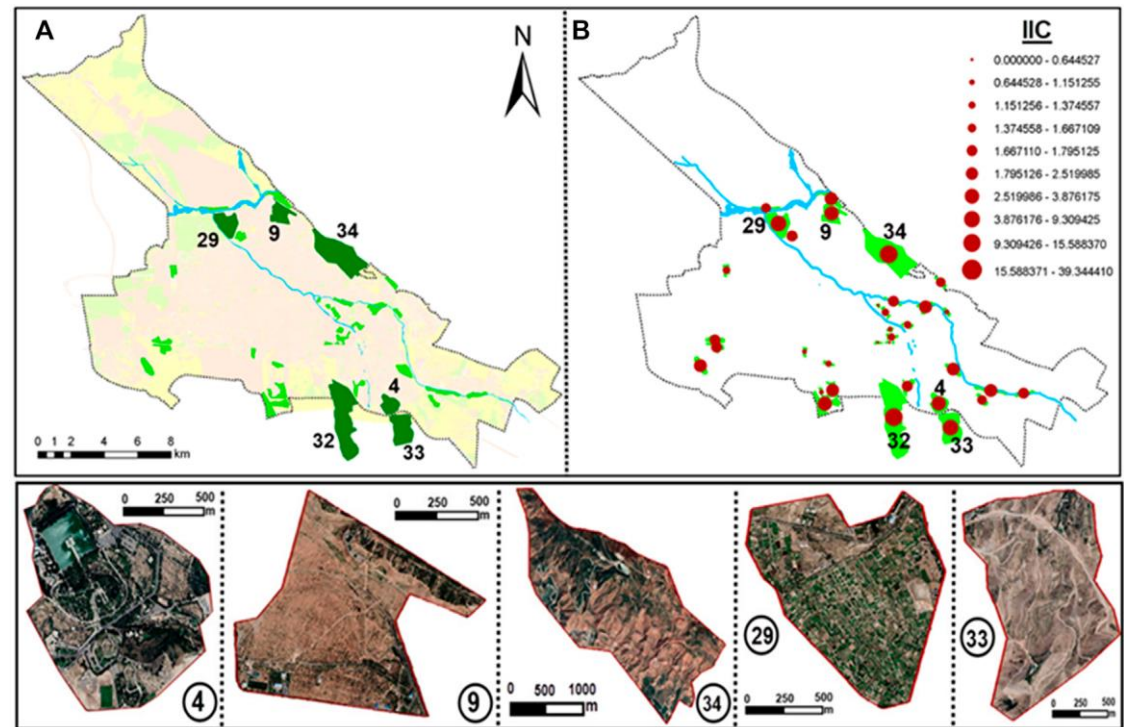 A
N
29
9
34
4
32
33
0 1 2 4 6 8
km
B
IIC
0.000000 - 0.644527
0.644528 - 1.151255
1.151256 - 1.374557
1.374558 - 1.667109
1.667110 - 1.795125
1.795126 - 2.519985
2.519986 - 3.876175
3.876176 - 9.309425
9.309426 - 15.588370
15.588371 - 39.344410
29
9
34
4
32
33
0 250 500
m
4
0 250 500
m
9
0 500 1000
m
34
29
0 250 500
m
33
0 250 500
m